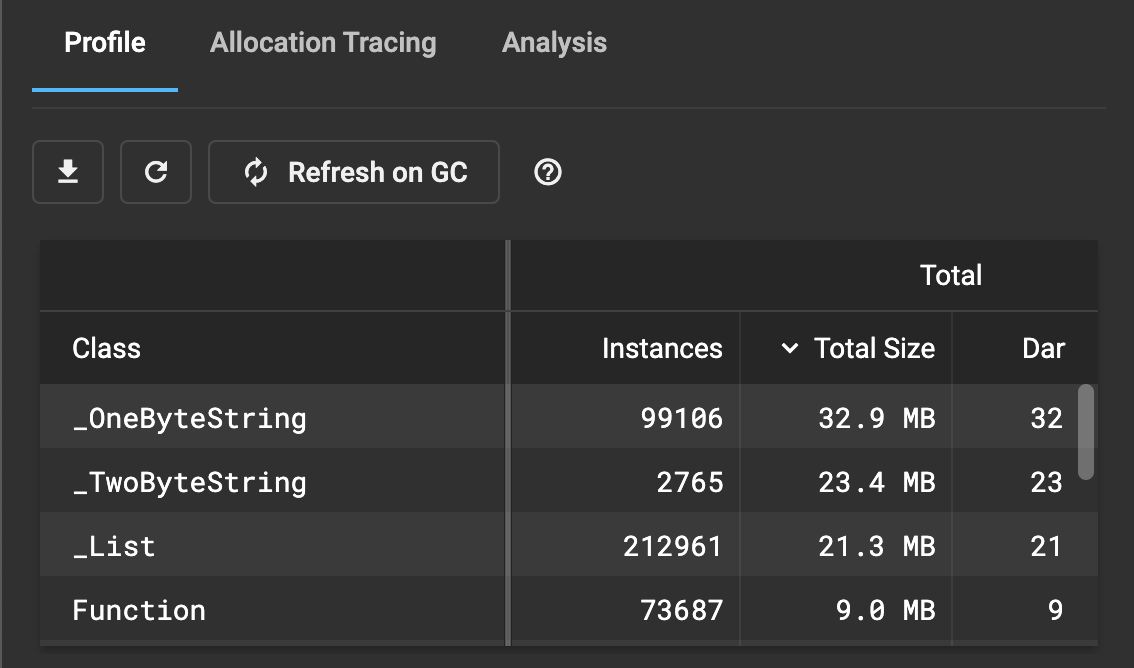 Profile Allocation Tracing Analysis
Refresh on GC
Total
Class Instances Total Size Dar
_OneByteString 99106 32.9 MB 32
_TwoByteString 2765 23.4 MB 23
_List 212961 21.3 MB 21
Function 73687 9.0 MB 9